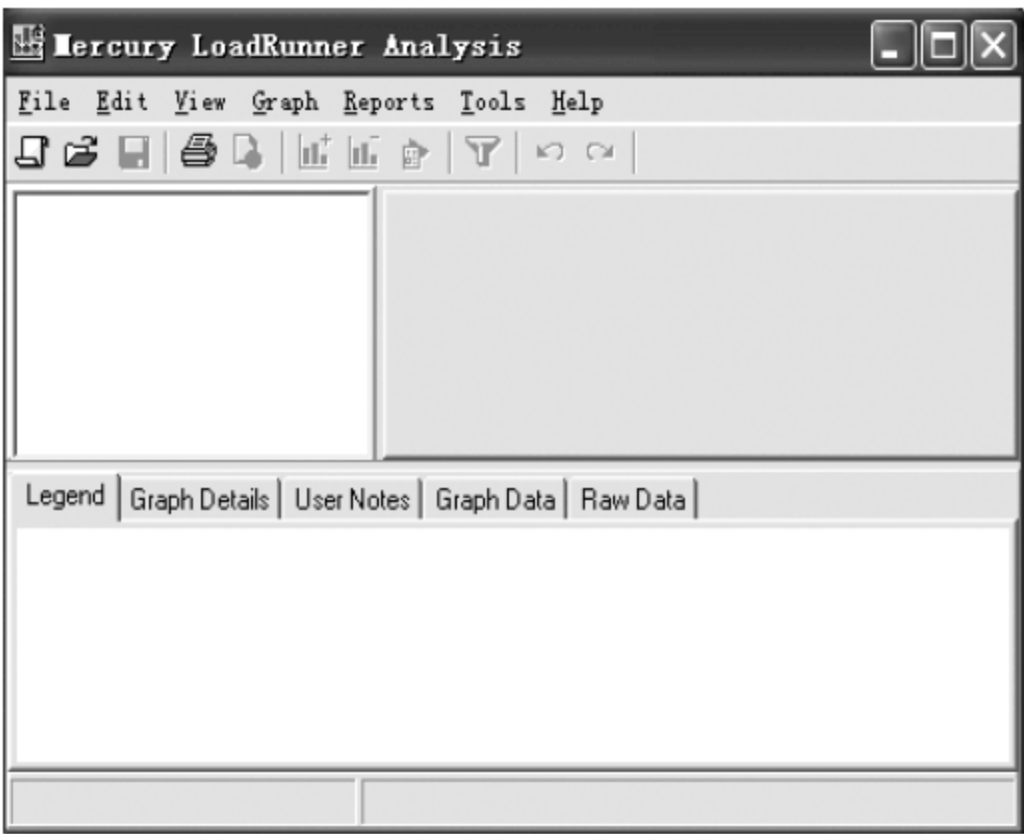 Mercury LoadRunner Analysis
File Edit View Graph Reports Tools Help
Legend Graph Details User Notes Graph Data Raw Data